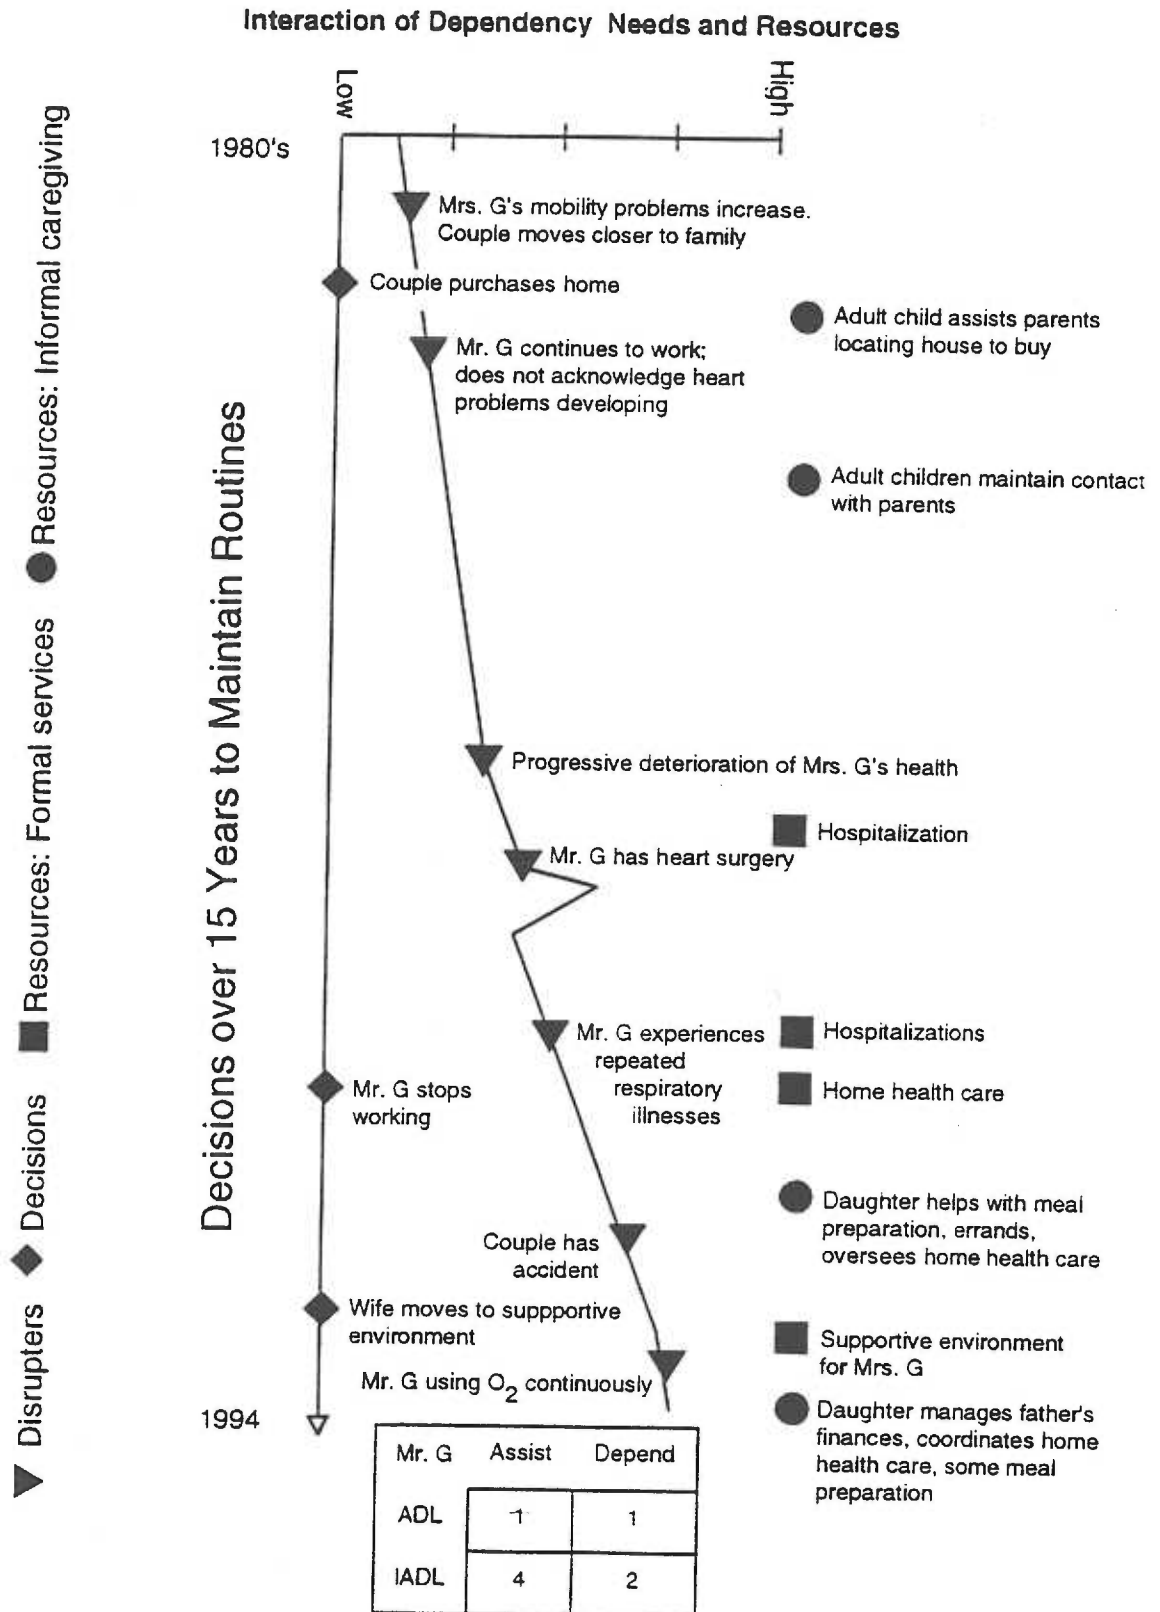 Interaction of Dependency Needs and Resources
Low
High
1980's
Mrs. G's mobility problems increase.
Couple moves closer to family
Couple purchases home
Adult child assists parents
locating house to buy
Mr. G continues to work;
does not acknowledge heart
problems developing
Adult children maintain contact
with parents
Progressive deterioration of Mrs. G's health
Hospitalization
Mr. G has heart surgery
Mr. G experiences
repeated
respiratory
illnesses
Hospitalizations
Home health care
Mr. G stops
working
Daughter helps with meal
preparation, errands,
oversees home health care
Couple has
accident
Wife moves to suppportive
environment
Supportive environment
for Mrs. G
Mr. G using O2 continuously
Daughter manages father's
finances, coordinates home
health care, some meal
preparation
1994
Mr. G Assist Depend
ADL 1 1
IADL 4 2
Decisions over 15 Years to Maintain Routines
Disrupters
Decisions
Resources: Formal services
Resources: Informal caregiving